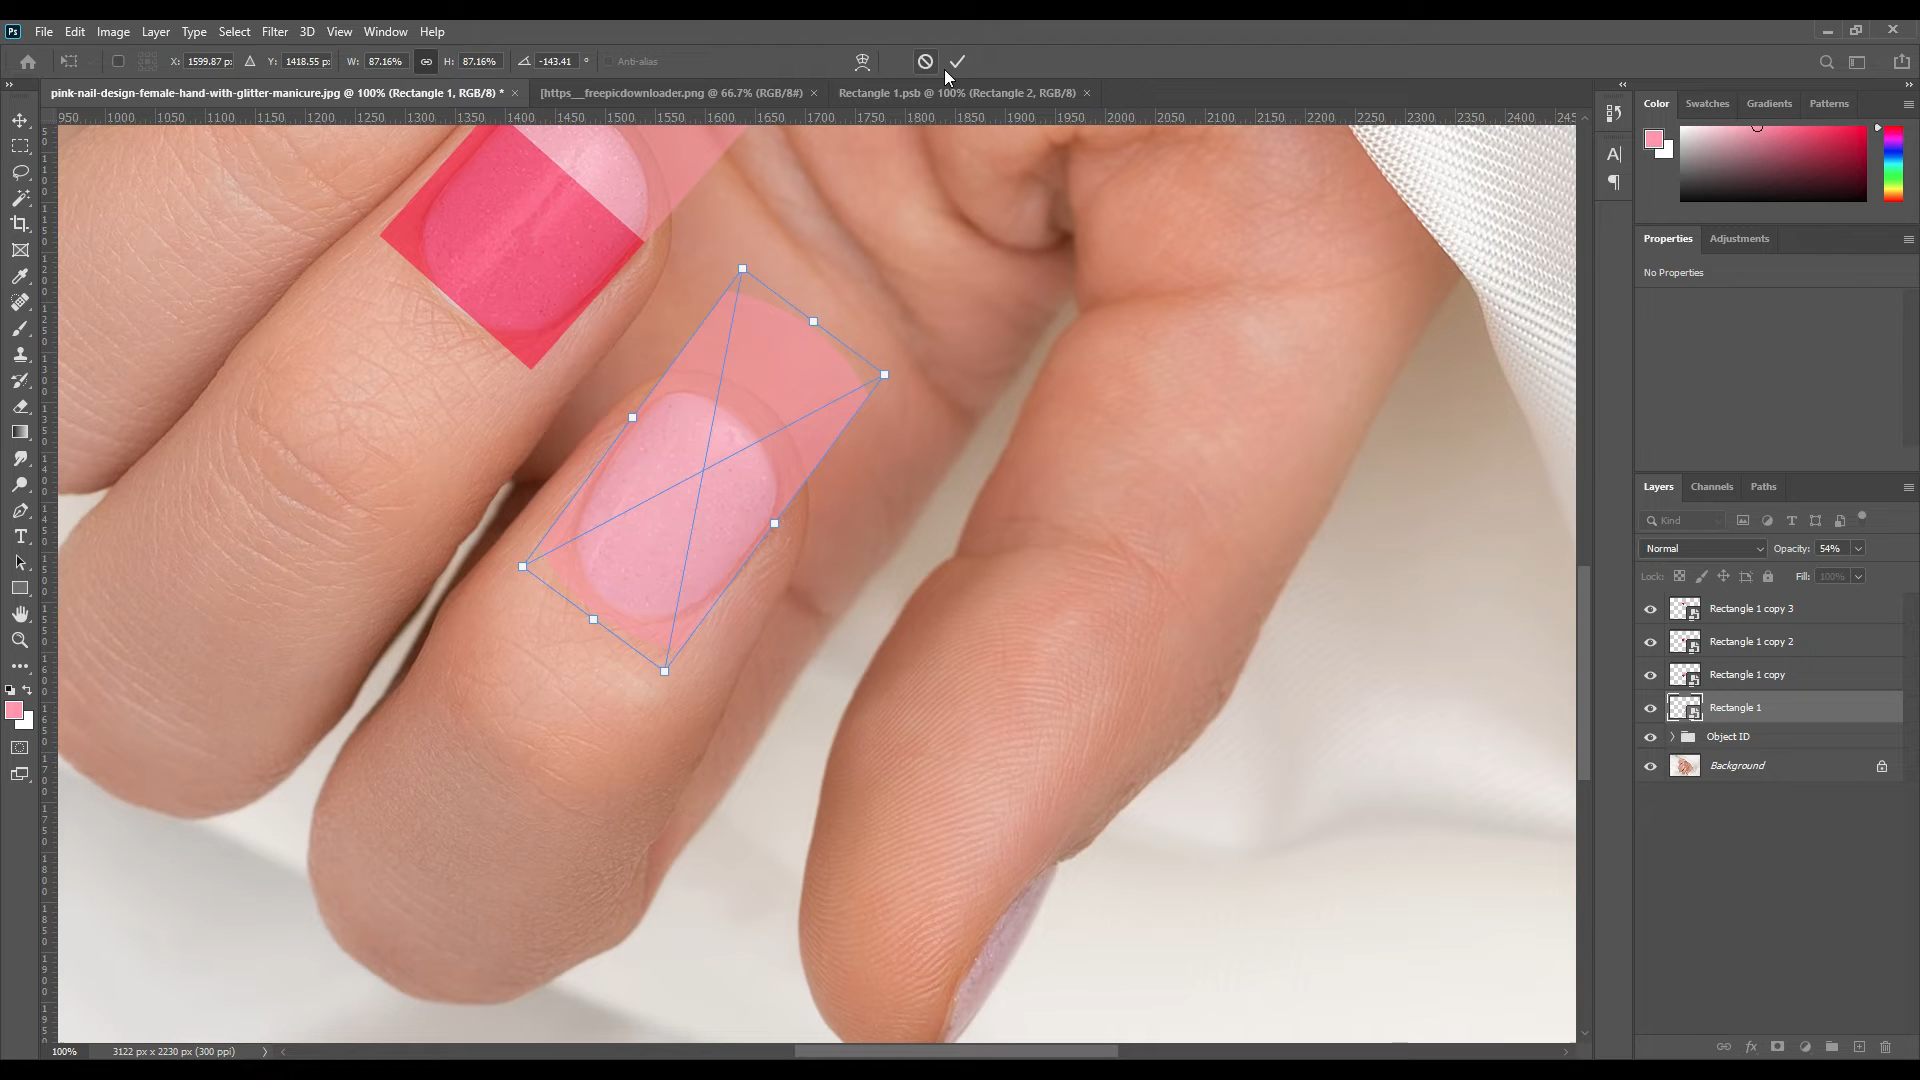 Ps File Edit Image Layer Type Select Filter 3D View Window Help
X: 1599.87 px Y: 1418.55 px W: 87.16% H: 87.16% -143.41 ° Anti-alias
pink-nail-design-female-hand-with-glitter-manicure.jpg @ 100% (Rectangle 1, RGB/8) * × [https__freepicdownloader.png @ 66.7% (RGB/8#) × Rectangle 1.psb @ 100% (Rectangle 2, RGB/8) ×
950 1000 1050 1100 1150 1200 1250 1300 1350 1400 1450 1500 1550 1600 1650 1700 1750 1800 1850 1900 1950 2000 2050 2100 2150 2200 2250 2300 2350 2400 245
Color Swatches Gradients Patterns
Properties Adjustments
No Properties
Layers Channels Paths
Kind
Normal Opacity: 54%
Lock: Fill: 100%
Rectangle 1 copy 3
Rectangle 1 copy 2
Rectangle 1 copy
Rectangle 1
Object ID
Background
100% 3122 px x 2230 px (300 ppi)